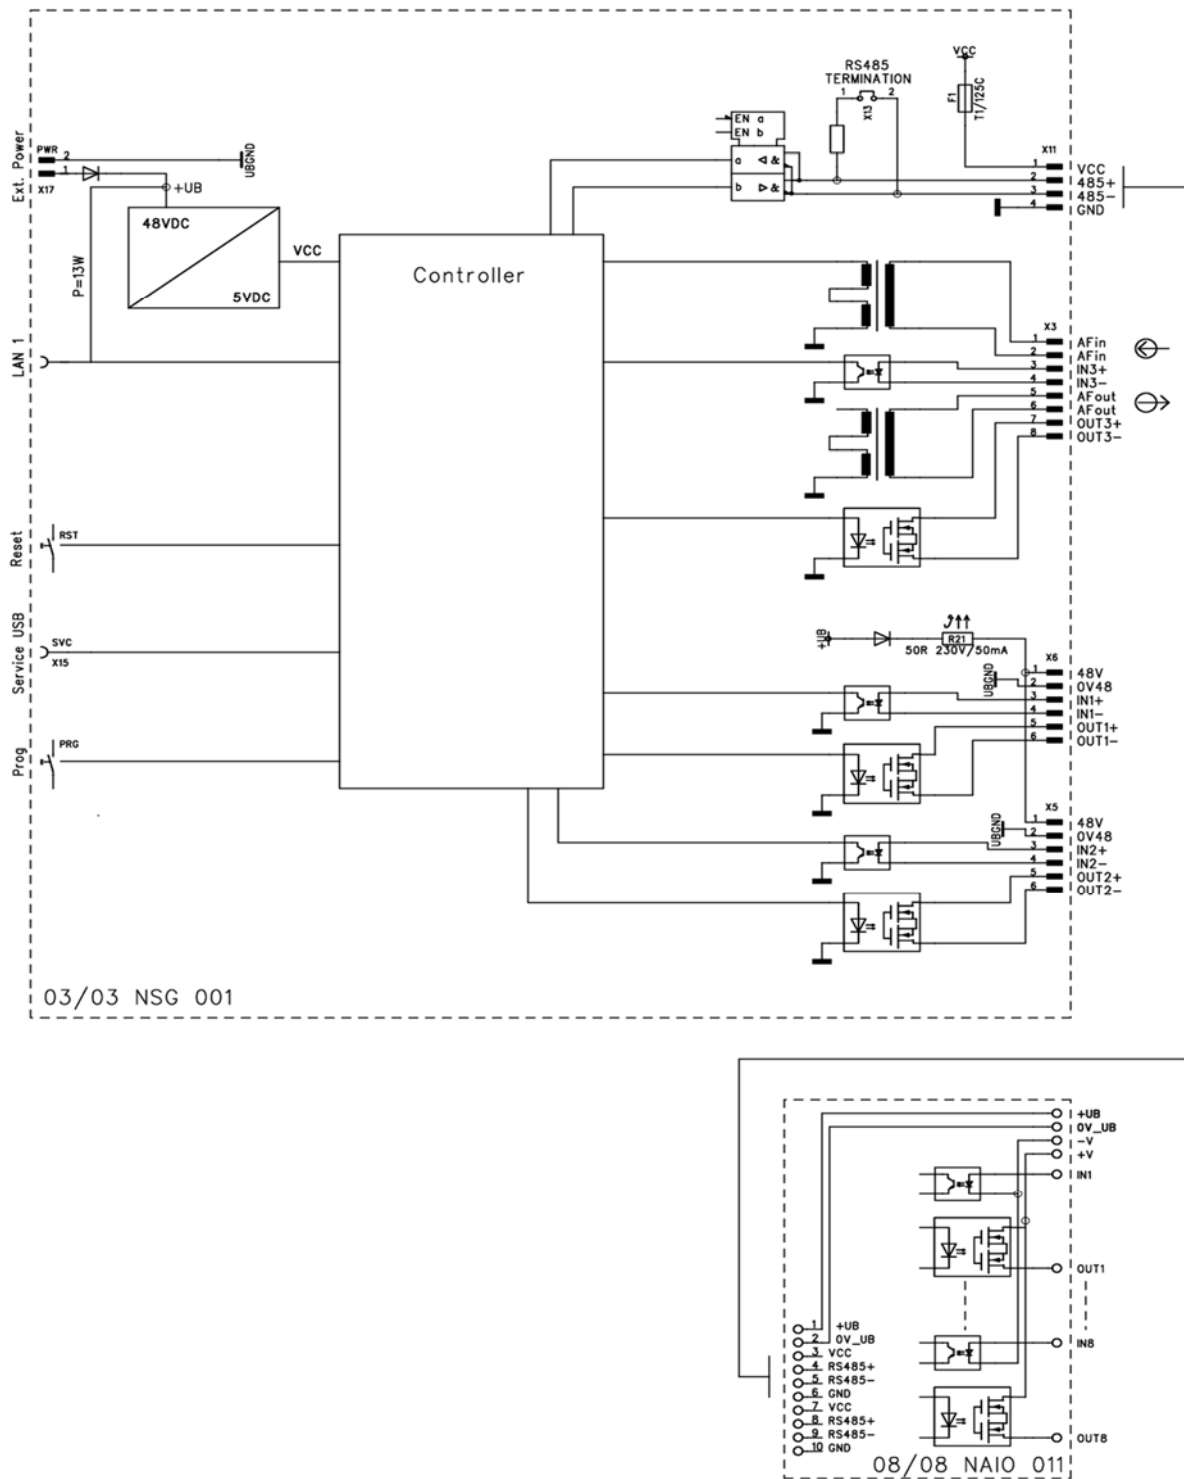 RS485
TERMINATION
1 2
X13
VCC
F1
T1/125C
EN a
EN b
a &
b &
X11
1 VCC
2 485+
3 485-
4 GND
Ext. Power
PWR
2
1
X17
UBGND
+UB
48VDC
5VDC
VCC
P=13W
LAN 1
Controller
X3
1 AFin
2 AFin
3 IN3+
4 IN3-
5 AFout
6 AFout
7 OUT3+
8 OUT3-
Reset
RST
Service USB
SVC
X15
Prog
PRG
+UB
R21
50R 230V/50mA
UBGND
X6
1 48V
2 0V48
3 IN1+
4 IN1-
5 OUT1+
6 OUT1-
UBGND
X5
1 48V
2 0V48
3 IN2+
4 IN2-
5 OUT2+
6 OUT2-
03/03 NSG 001
+UB
0V_UB
-V
+V
IN1
OUT1
IN8
OUT8
1 +UB
2 0V_UB
3 VCC
4 RS485+
5 RS485-
6 GND
7 VCC
8 RS485+
9 RS485-
10 GND
08/08 NAIO 011